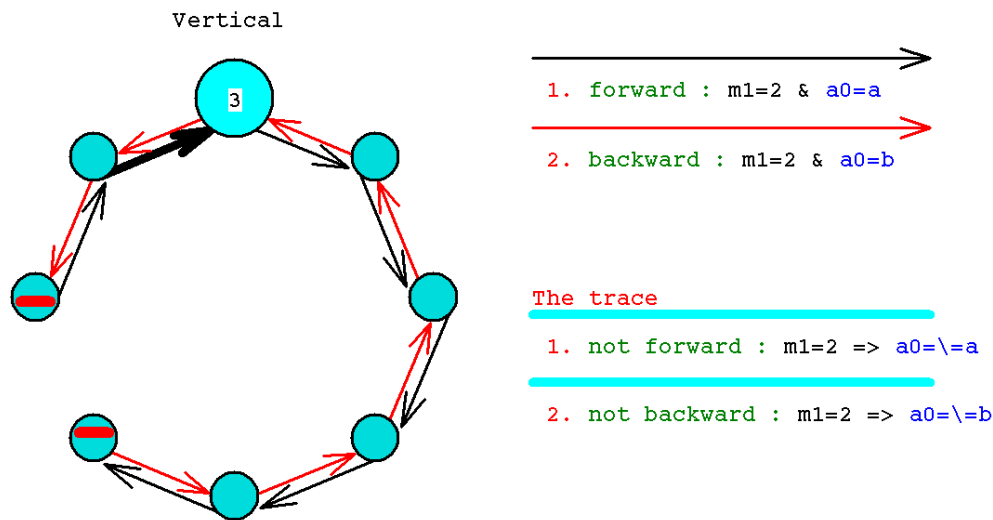 Vertical
3
1. forward : m1=2 & a0=a
2. backward : m1=2 & a0=b
The trace
1. not forward : m1=2 => a0=\=a
2. not backward : m1=2 => a0=\=b